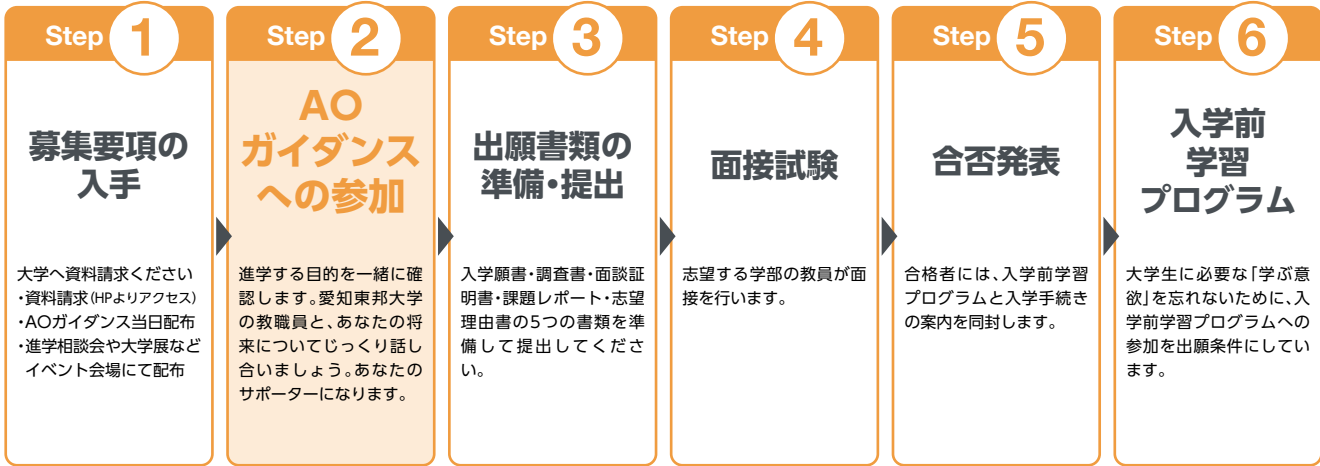 Step 1
募集要項の
入手
大学へ資料請求ください
・資料請求(HPよりアクセス)
・AOガイダンス当日配布
・進学相談会や大学展など
イベント会場にて配布
Step 2
AO
ガイダンス
への参加
進学する目的を一緒に確
認します。愛知東邦大学
の教職員と、あなたの将
来についてじっくり話し
合いましょう。あなたの
サポーターになります。
Step 3
出願書類の
準備・提出
入学願書・調査書・面談証
明書・課題レポート・志望
理由書の5つの書類を準
備して提出してくださ
い。
Step 4
面接試験
志望する学部の教員が面
接を行います。
Step 5
合否発表
合格者には、入学前学習
プログラムと入学手続き
の案内を同封します。
Step 6
入学前
学習
プログラム
大学生に必要な「学ぶ意
欲」を忘れないために、入
学前学習プログラムへの
参加を出願条件にしてい
ます。